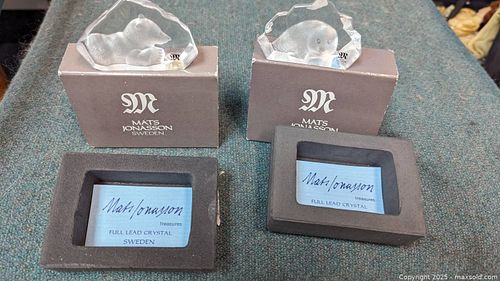 M
MATS
JONASSON
SWEDEN
M
MATS
JONASSON
Mats Jonasson
treasures
FULL LEAD CRYSTAL
SWEDEN
Mats Jonasson
treasures
FULL LEAD CRYSTAL
Copyright 2025 - maxsold.com